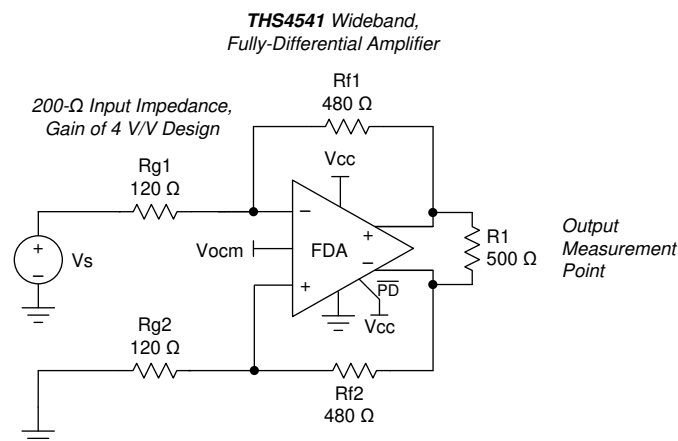 THS4541 Wideband,
Fully-Differential Amplifier
200-Ω Input Impedance,
Gain of 4 V/V Design
Rf1
480 Ω
Rg1
120 Ω
Vcc
Vocm
FDA
+
−
Vs
−
+
+
−
PD
Vcc
R1
500 Ω
Output
Measurement
Point
Rg2
120 Ω
Rf2
480 Ω